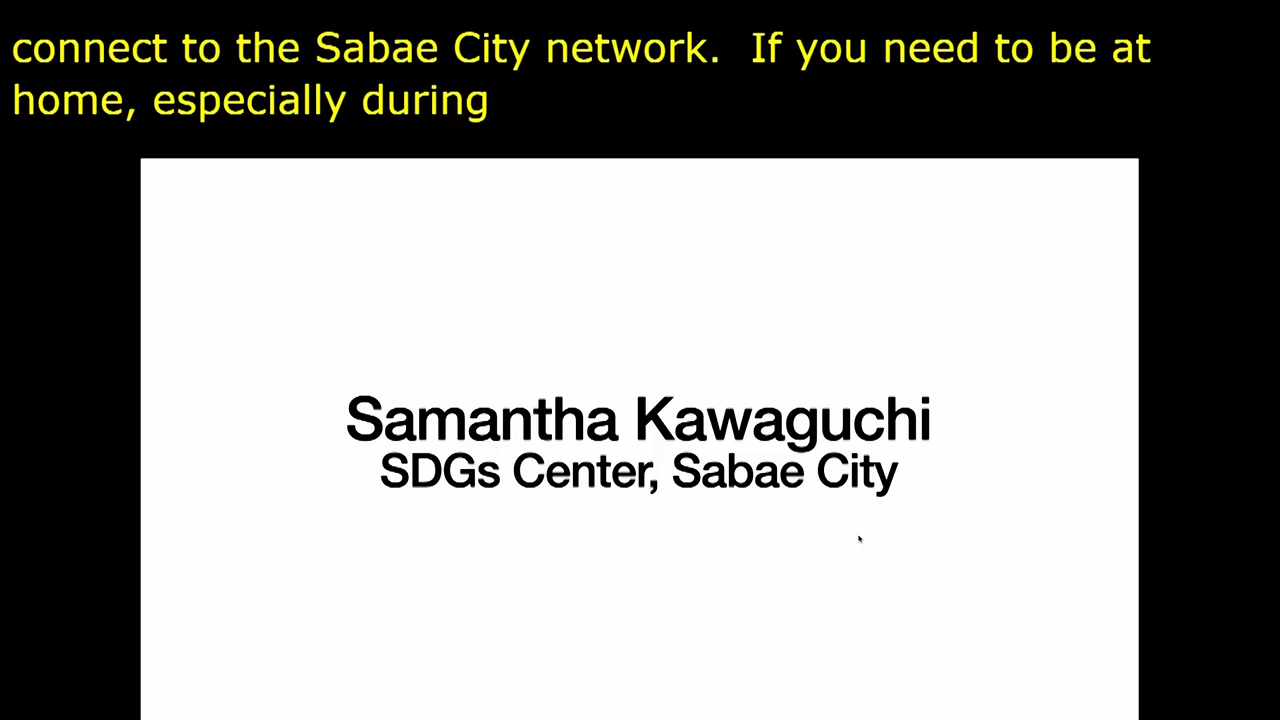 connect to the Sabae City network.  If you need to be at
home, especially during
Samantha Kawaguchi
SDGs Center, Sabae City